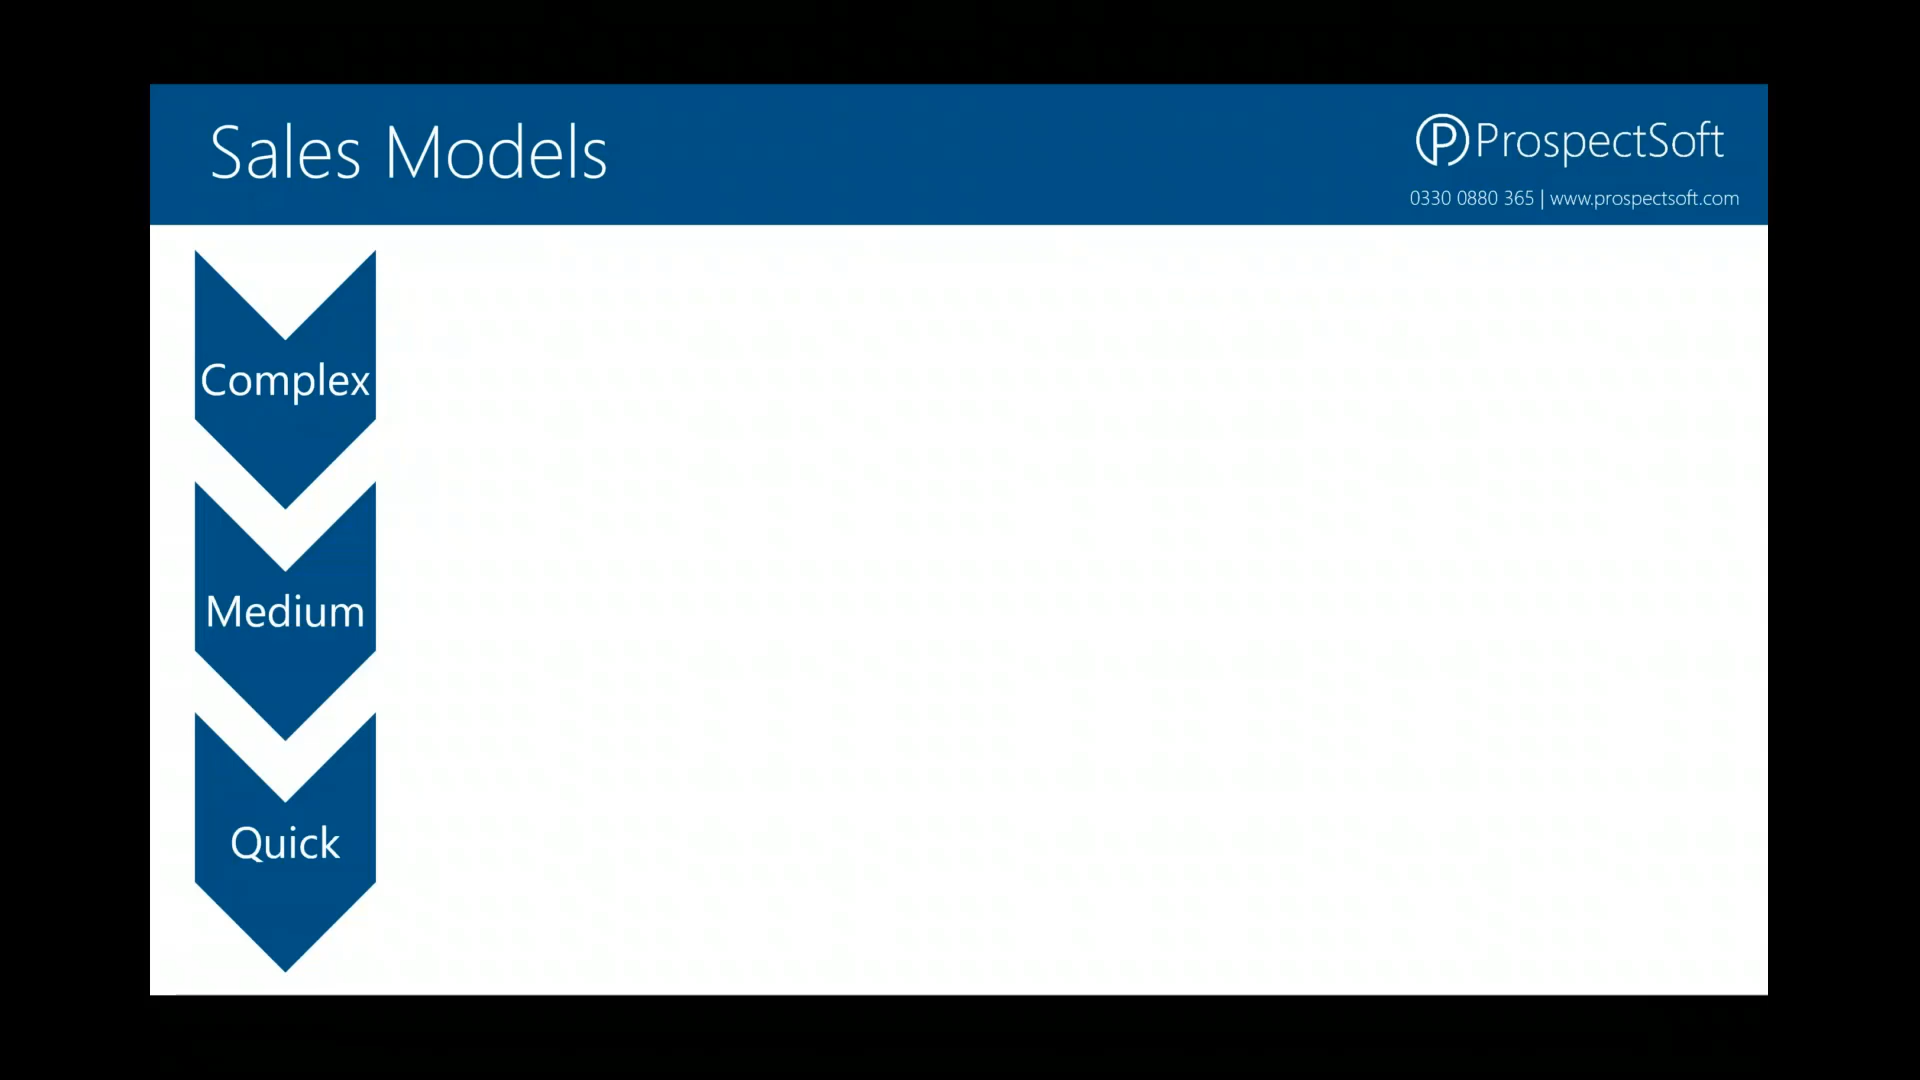 Sales Models
ProspectSoft
0330 0880 365 | www.prospectsoft.com
Complex
Medium
Quick